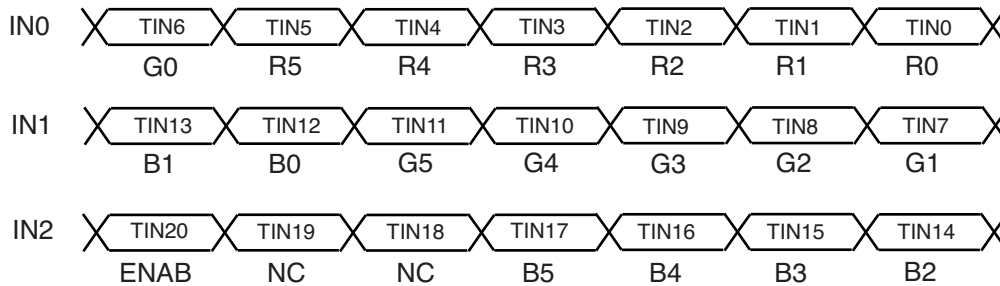 IN0 TIN6 TIN5 TIN4 TIN3 TIN2 TIN1 TIN0
G0 R5 R4 R3 R2 R1 R0
IN1 TIN13 TIN12 TIN11 TIN10 TIN9 TIN8 TIN7
B1 B0 G5 G4 G3 G2 G1
IN2 TIN20 TIN19 TIN18 TIN17 TIN16 TIN15 TIN14
ENAB NC NC B5 B4 B3 B2